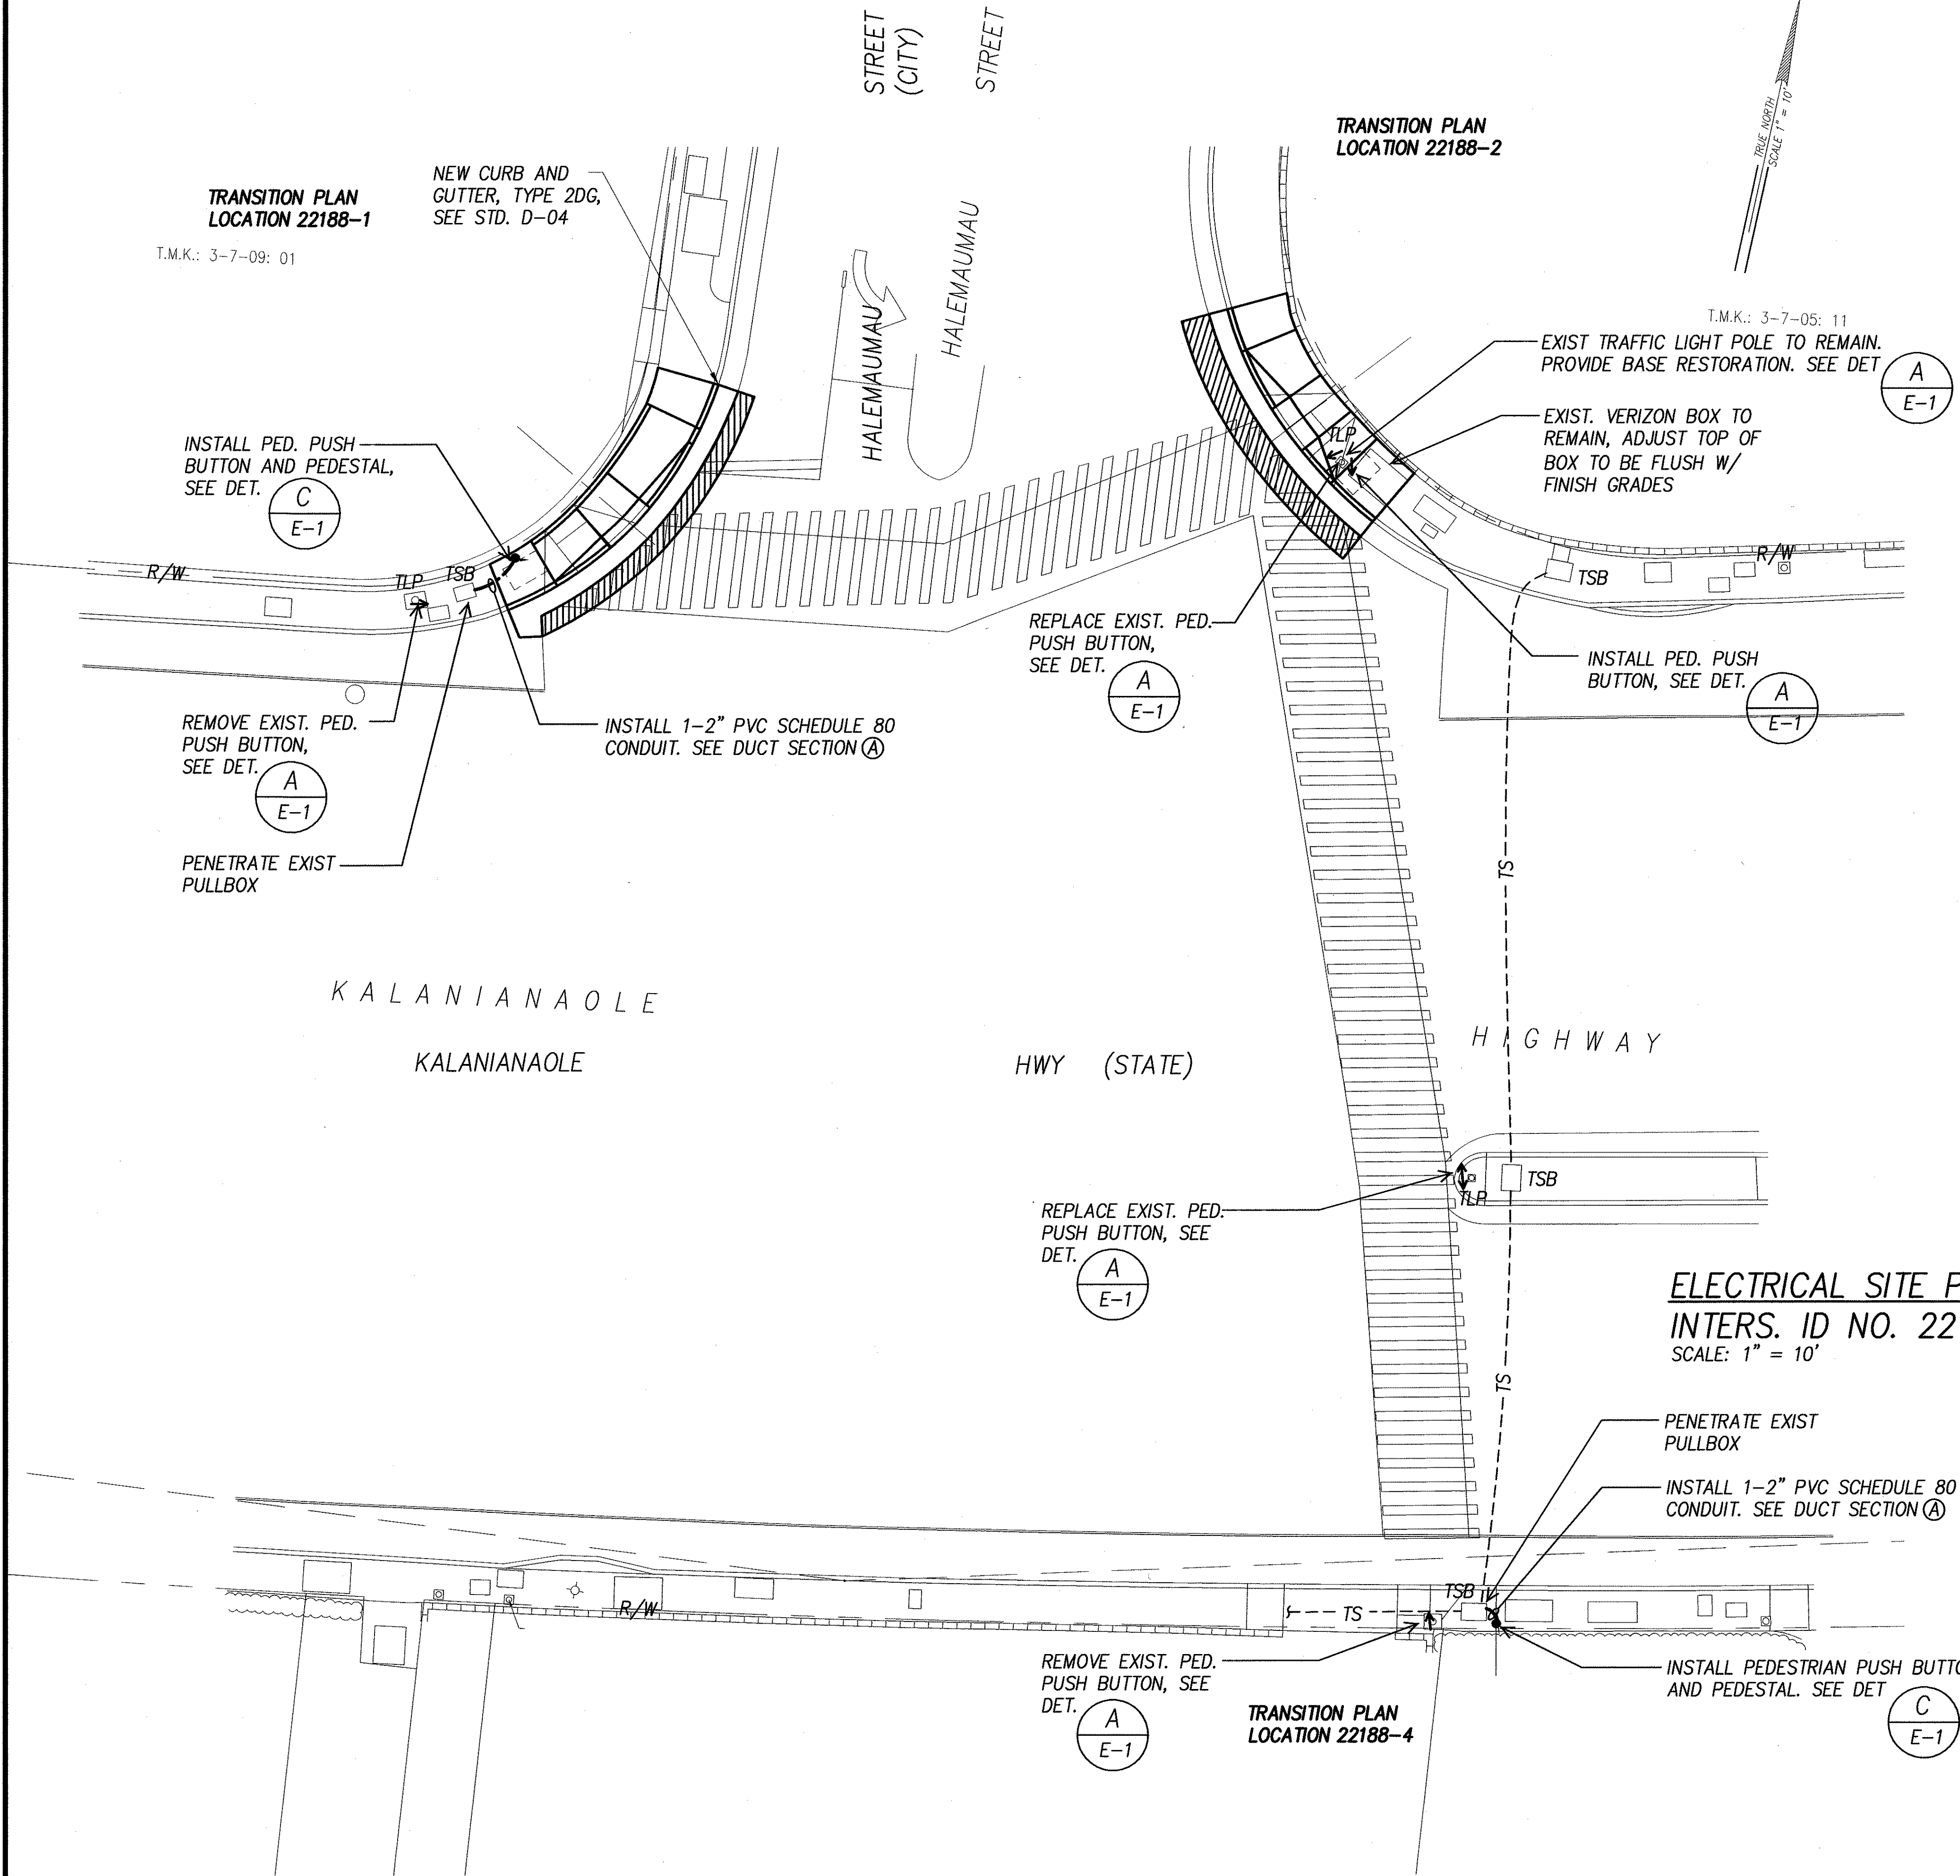 STREET
(CITY)
STREET
TRUE NORTH
SCALE 1" = 10'
TRANSITION PLAN
LOCATION 22188-2
NEW CURB AND
GUTTER, TYPE 2DG,
SEE STD. D-04
TRANSITION PLAN
LOCATION 22188-1
T.M.K.: 3-7-09: 01
HALEMAUMAU
HALEMAUMAU
T.M.K.: 3-7-05: 11
EXIST TRAFFIC LIGHT POLE TO REMAIN.
PROVIDE BASE RESTORATION. SEE DET
A
E-1
EXIST. VERIZON BOX TO
REMAIN, ADJUST TOP OF
BOX TO BE FLUSH W/
FINISH GRADES
TLP
INSTALL PED. PUSH
BUTTON AND PEDESTAL,
SEE DET.
C
E-1
R/W
TLP
TSB
R/W
TSB
REPLACE EXIST. PED.
PUSH BUTTON,
SEE DET.
A
E-1
INSTALL PED. PUSH
BUTTON, SEE DET.
A
E-1
REMOVE EXIST. PED.
PUSH BUTTON,
SEE DET.
A
E-1
INSTALL 1-2" PVC SCHEDULE 80
CONDUIT. SEE DUCT SECTION A
PENETRATE EXIST
PULLBOX
TS
KALANIANAOLE
HIGHWAY
KALANIANAOLE
HWY (STATE)
TSB
TLP
REPLACE EXIST. PED.
PUSH BUTTON, SEE
DET.
A
E-1
ELECTRICAL SITE P
INTERS. ID NO. 22
SCALE: 1" = 10'
TS
PENETRATE EXIST
PULLBOX
INSTALL 1-2" PVC SCHEDULE 80
CONDUIT. SEE DUCT SECTION A
TSB
R/W
TS
REMOVE EXIST. PED.
PUSH BUTTON, SEE
DET.
A
E-1
TRANSITION PLAN
LOCATION 22188-4
INSTALL PEDESTRIAN PUSH BUTTO
AND PEDESTAL. SEE DET
C
E-1